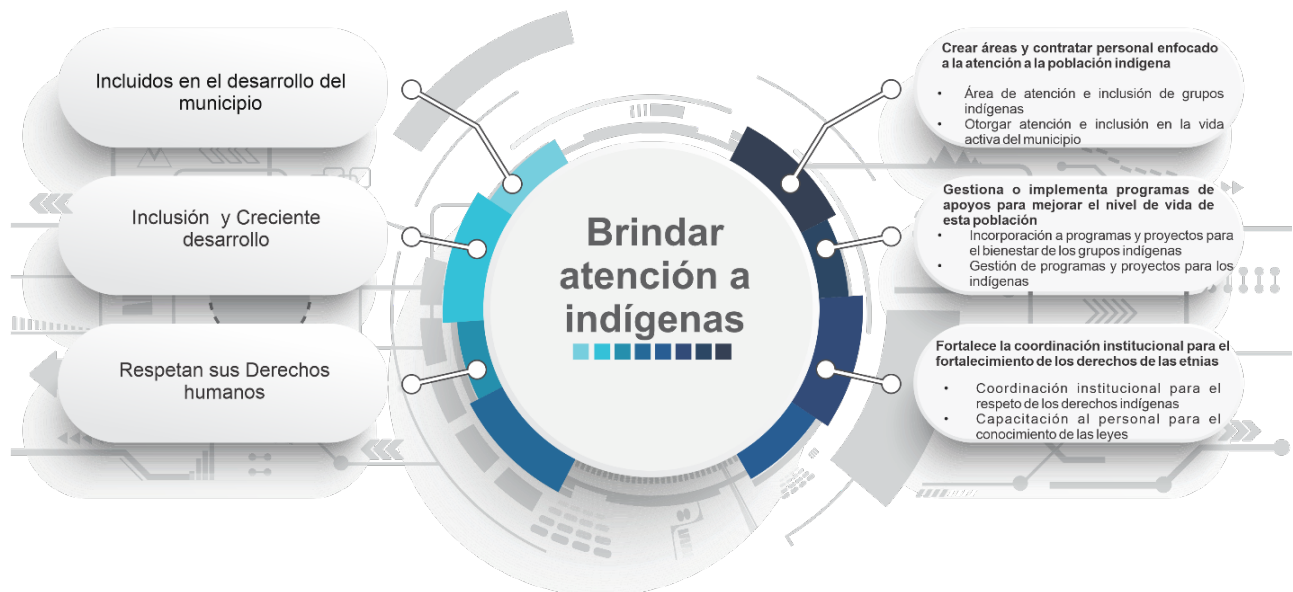 Incluidos en el desarrollo del
municipio
Inclusión y Creciente
desarrollo
Respetan sus Derechos
humanos
Brindar
atención a
indígenas
Crear áreas y contratar personal enfocado
a la atención a la población indígena
• Área de atención e inclusión de grupos
indígenas
• Otorgar atención e inclusión en la vida
activa del municipio
Gestiona o implementa programas de
apoyos para mejorar el nivel de vida de
esta población
• Incorporación a programas y proyectos para
el bienestar de los grupos indígenas
• Gestión de programas y proyectos para los
indígenas
Fortalece la coordinación institucional para el
fortalecimiento de los derechos de las etnias
• Coordinación institucional para el
respeto de los derechos indígenas
• Capacitación al personal para el
conocimiento de las leyes